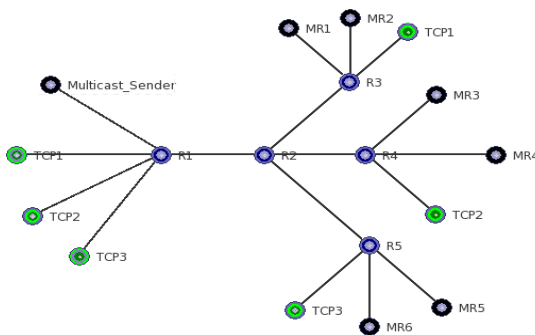 MR1
MR2
TCP1
R3
Multicast_Sender
MR3
TCP1
R1
R2
R4
MR4
TCP2
TCP2
R5
TCP3
TCP3
MR5
MR6